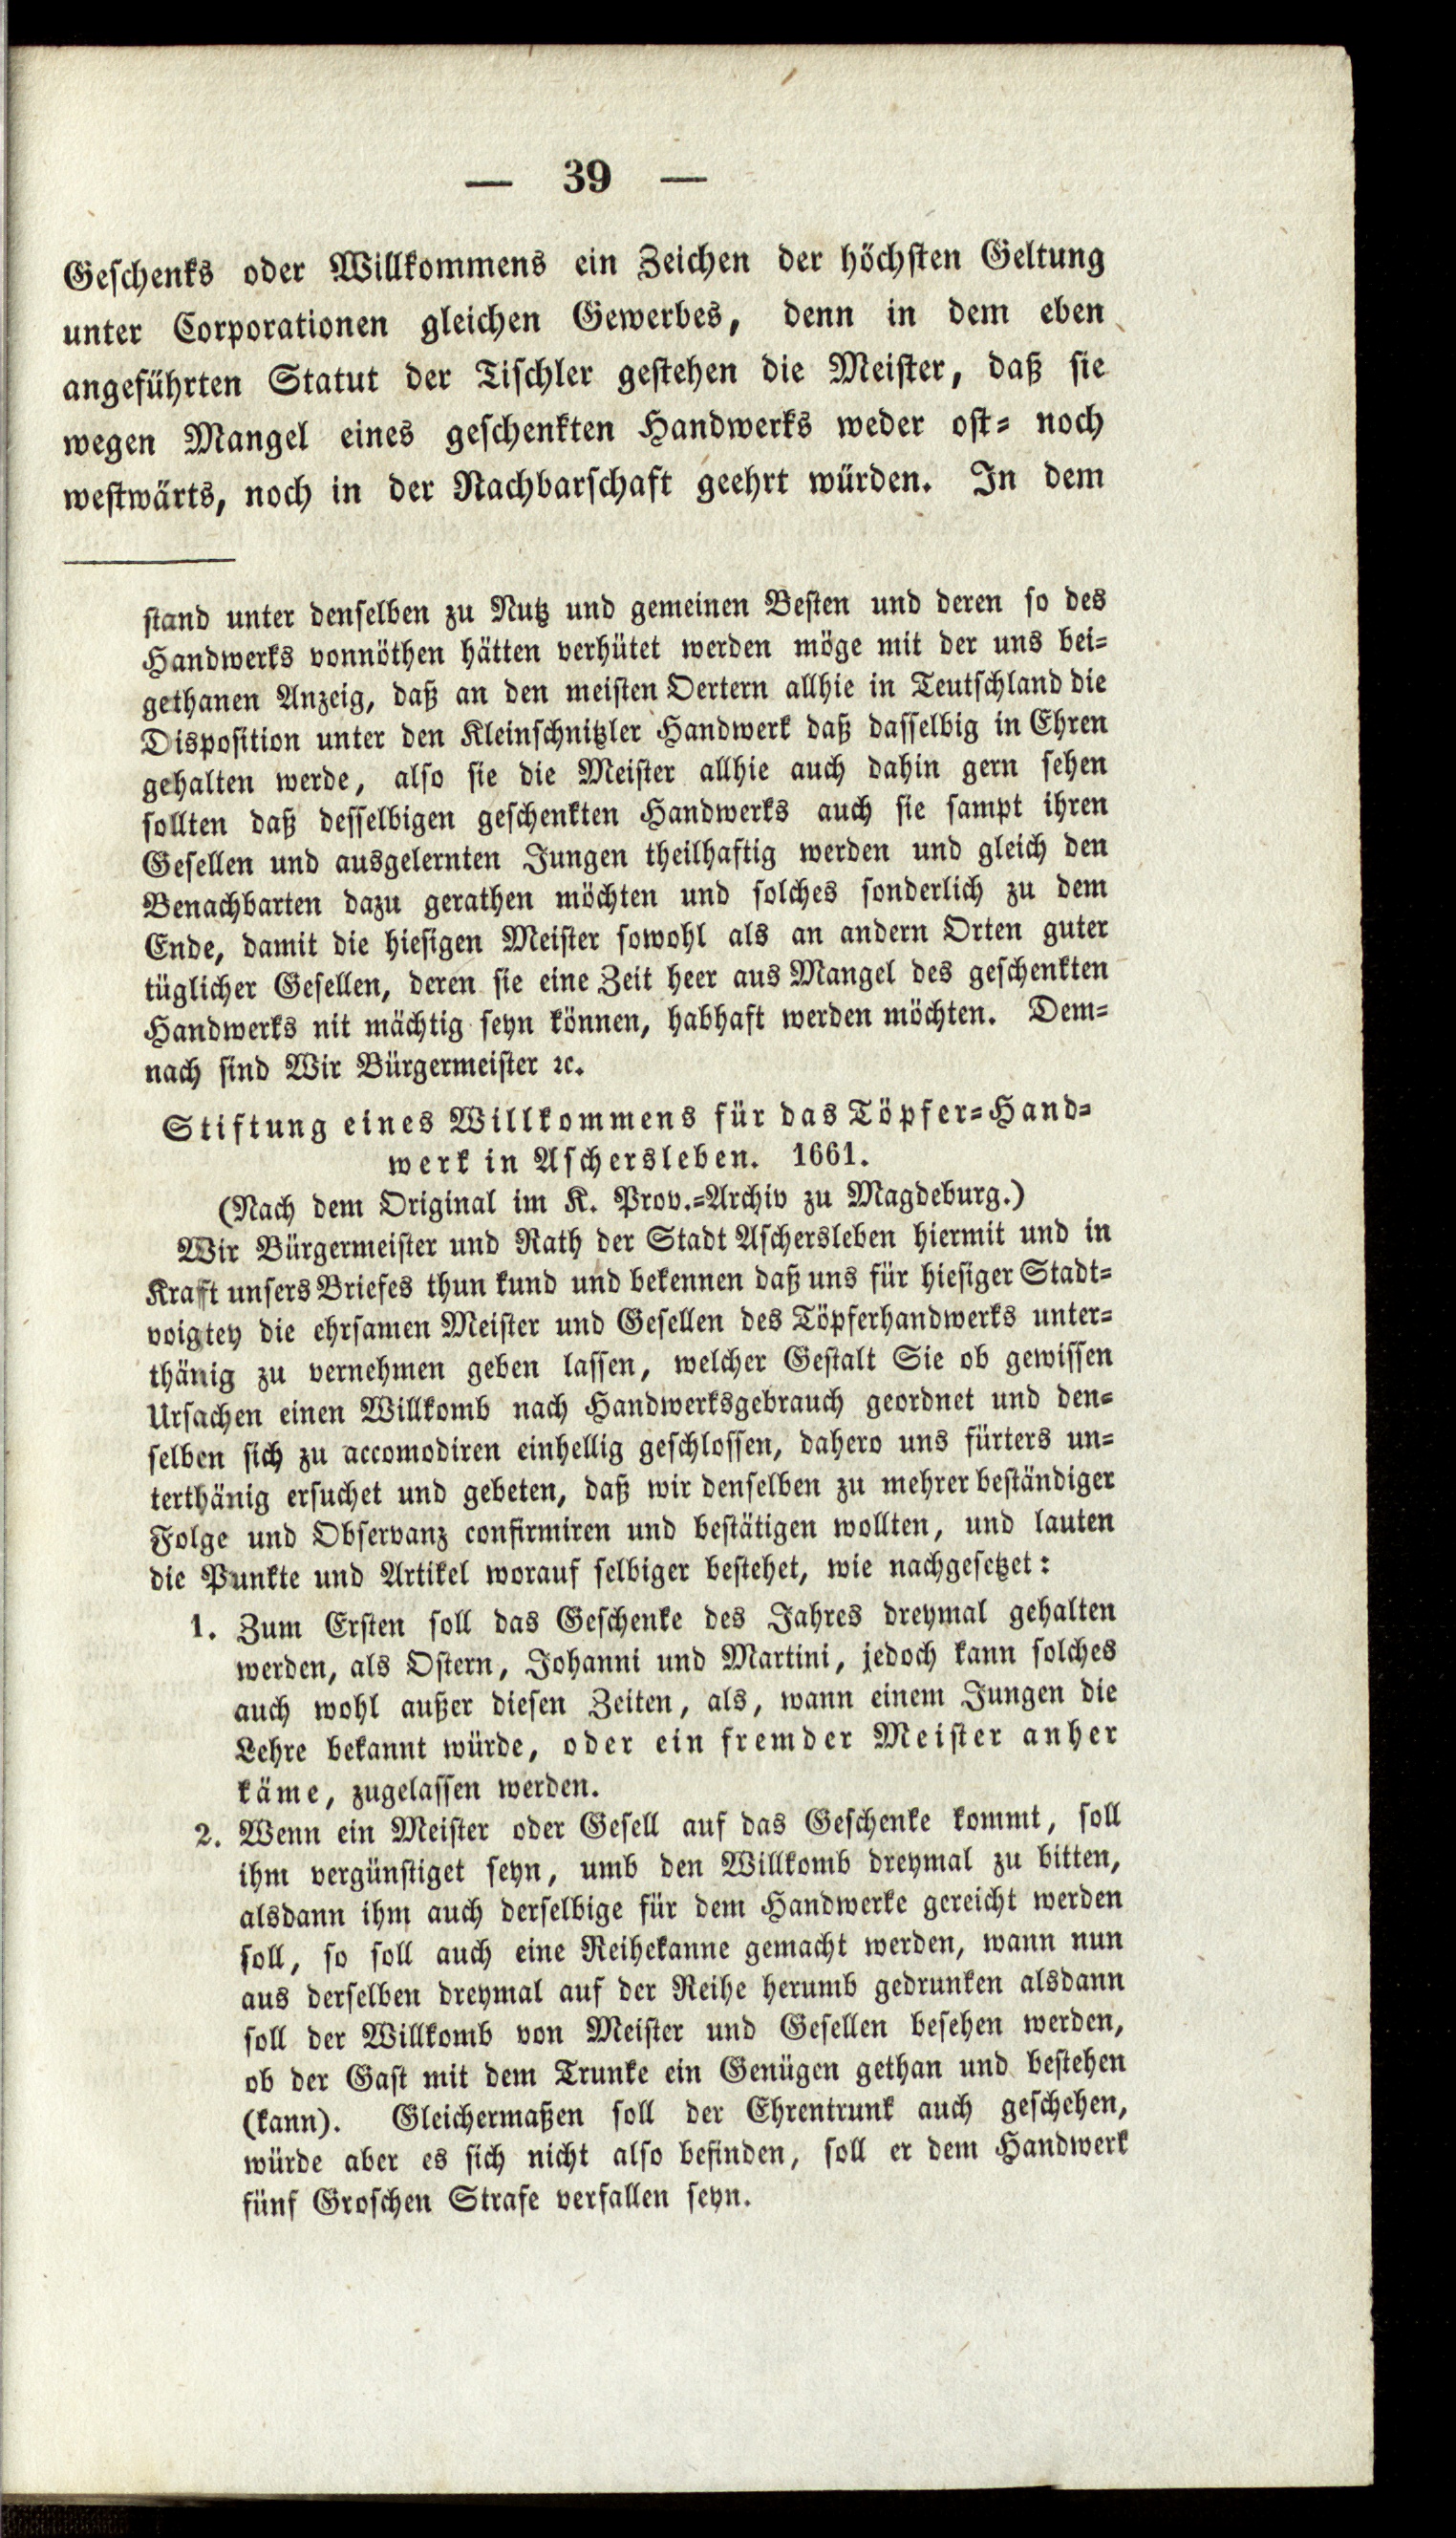 — 39 —
Geschenks oder Willkommens ein Zeichen der höchsten Geltung
unter Corporationen gleichen Gewerbes, denn in dem eben
angeführten Statut der Tischler gestehen die Meister, daß sie
wegen Mangel eines geschenkten Handwerks weder ost= noch
westwärts, noch in der Nachbarschaft geehrt würden. In dem
stand unter denselben zu Nutz und gemeinen Besten und deren so des
Handwerks vonnöthen hätten verhütet werden möge mit der uns bei=
gethanen Anzeig, daß an den meisten Oertern allhie in Teutschland die
Disposition unter den Kleinschnitzler Handwerk daß dasselbig in Ehren
gehalten werde, also sie die Meister allhie auch dahin gern sehen
sollten daß desselbigen geschenkten Handwerks auch sie sampt ihren
Gesellen und ausgelernten Jungen theilhaftig werden und gleich den
Benachbarten dazu gerathen möchten und solches sonderlich zu dem
Ende, damit die hiesigen Meister sowohl als an andern Orten guter
tüglicher Gesellen, deren sie eine Zeit heer aus Mangel des geschenkten
Handwerks nit mächtig seyn können, habhaft werden möchten. Dem=
nach sind Wir Bürgermeister ꝛc.
Stiftung eines Willkommens für das Töpfer=Hand=
werk in Aschersleben. 1661.
(Nach dem Original im K. Prov.=Archiv zu Magdeburg.)
Wir Bürgermeister und Rath der Stadt Aschersleben hiermit und in
Krafft unsers Briefes thun kund und bekennen daß uns für hiesiger Stadt=
voigtey die ehrsamen Meister und Gesellen des Töpferhandwerks unter=
thänig zu vernehmen geben lassen, welcher Gestalt Sie ob gewissen
Ursachen einen Willkomb nach Handwerksgebrauch geordnet und den=
selben sich zu accomodiren einhellig geschlossen, dahero uns fürters un=
terthänig ersuchet und gebeten, daß wir denselben zu mehrer beständiger
Folge und Observanz confirmiren und bestätigen wollten, und lauten
die Punkte und Artikel worauf selbiger bestehet, wie nachgesetzet:
1. Zum Ersten soll das Geschenke des Jahres dreymal gehalten
werden, als Ostern, Johanni und Martini, jedoch kann solches
auch wohl außer diesen Zeiten, als, wann einem Jungen die
Lehre bekannt würde, oder ein fremder Meister anher
käme, zugelassen werden.
2. Wenn ein Meister oder Gesell auf das Geschenke kommt, soll
ihm vergünstiget seyn, umb den Willkomb dreymal zu bitten,
alsdann ihm auch derselbige für dem Handwerke gereicht werden
soll, so soll auch eine Reihekanne gemacht werden, wann nun
aus derselben dreymal auf der Reihe herumb gedrunken alsdann
soll der Willkomb von Meister und Gesellen besehen werden,
ob der Gast mit dem Trunke ein Genügen gethan und bestehen
(kann). Gleichermaßen soll der Ehrentrunk auch geschehen,
würde aber es sich nicht also befinden, soll er dem Handwerk
fünf Groschen Strafe verfallen seyn.